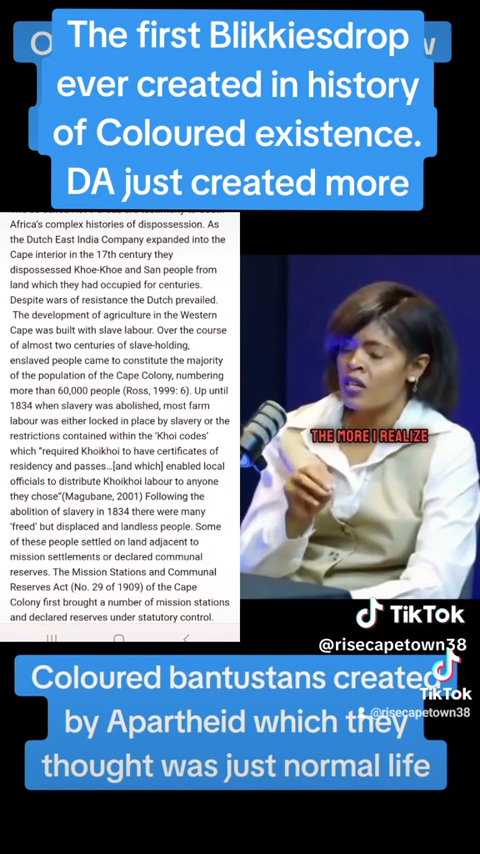 The first Blikkiesdrop
ever created in history
of Coloured existence.
DA just created more
Africa's complex histories of dispossession. As
the Dutch East India Company expanded into the
Cape interior in the 17th century they
dispossessed Khoe-Khoe and San people from
land which they had occupied for centuries.
Despite wars of resistance the Dutch prevailed.
The development of agriculture in the Western
Cape was built with slave labour. Over the course
of almost two centuries of slave-holding,
enslaved people came to constitute the majority
of the population of the Cape Colony, numbering
more than 60,000 people (Ross, 1999: 6). Up until
1834 when slavery was abolished, most farm
labour was either locked in place by slavery or the
restrictions contained within the 'Khoi codes'
which "required Khoikhoi to have certificates of
residency and passes...[and which] enabled local
officials to distribute Khoikhoi labour to anyone
they chose"(Magubane, 2001) Following the
abolition of slavery in 1834 there were many
'freed' but displaced and landless people. Some
of these people settled on land adjacent to
mission settlements or declared communal
reserves. The Mission Stations and Communal
Reserves Act (No. 29 of 1909) of the Cape
Colony first brought a number of mission stations
and declared reserves under statutory control.
THE MORE I REALIZE
TikTok
@risecapetown38
Coloured bantustans created
by Apartheid which they
thought was just normal life
TikTok
@risecapetown38